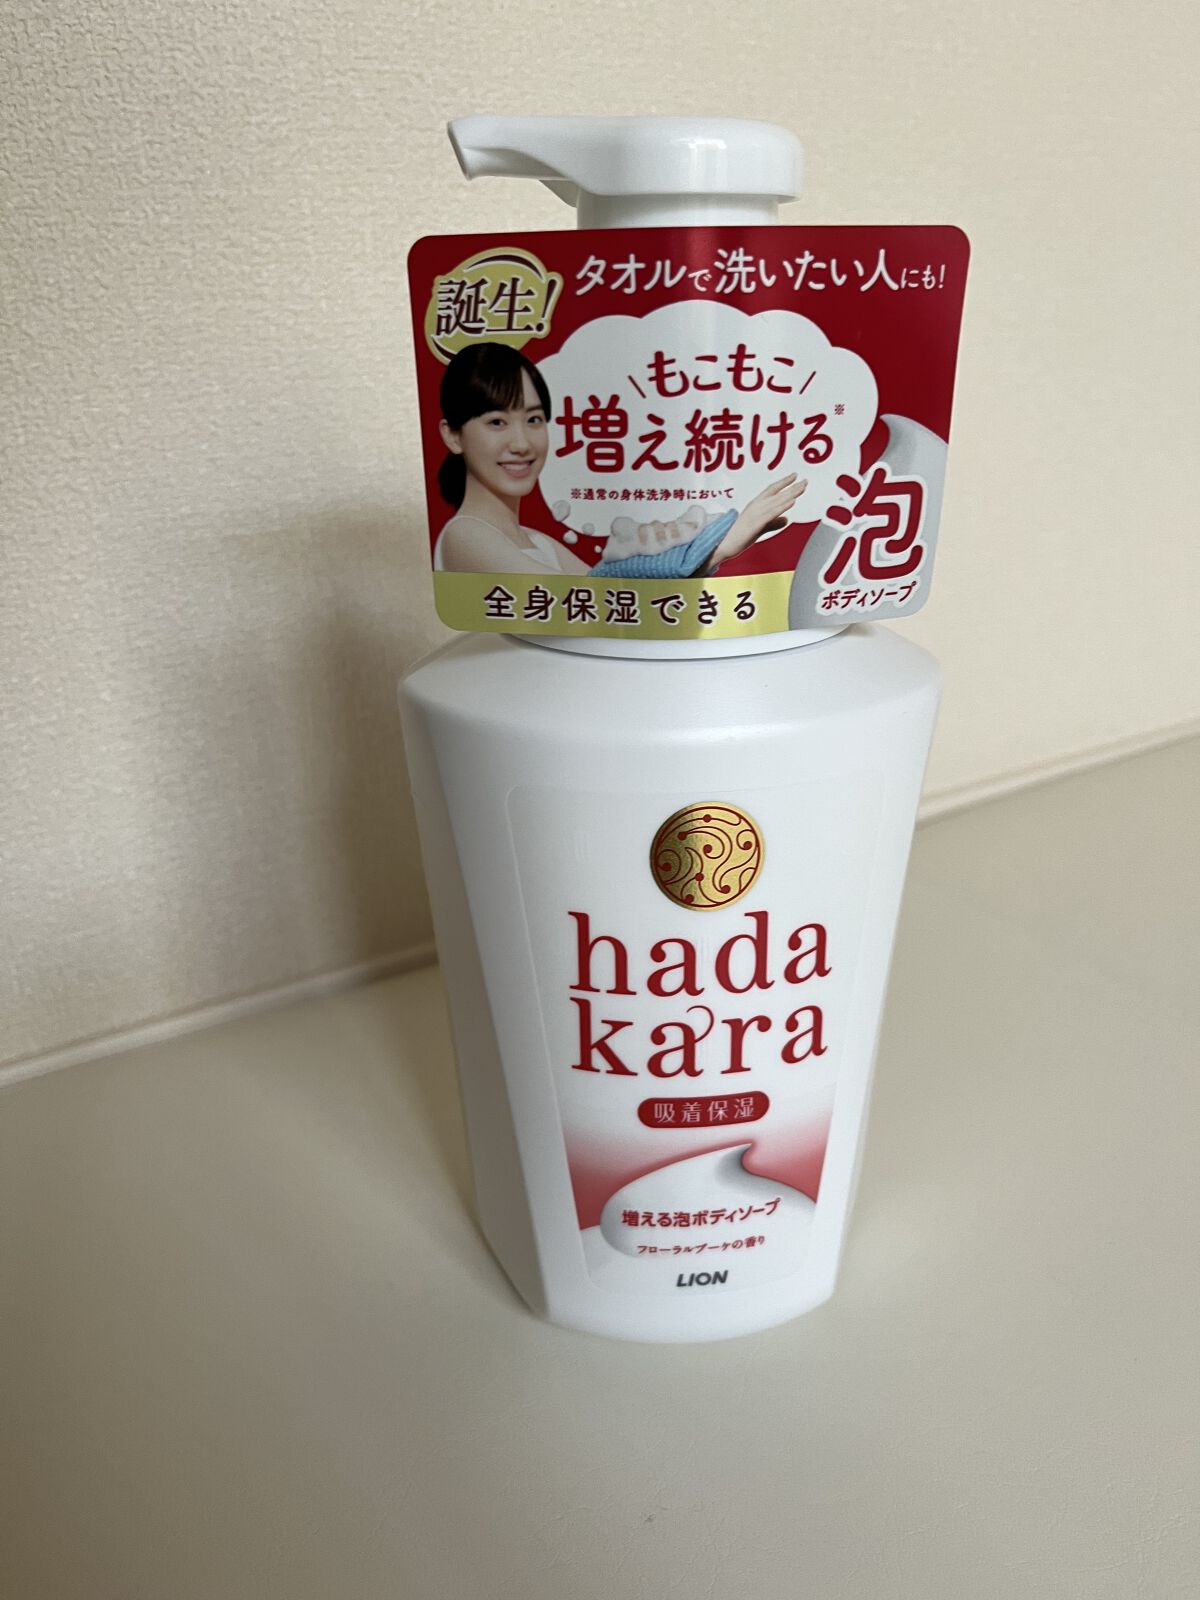 誕生!
タオルで洗いたい人にも!
もこもこ
増え続ける※
※通常の身体洗浄時において
泡
ボディソープ
全身保湿できる
hada
kara
吸着保湿
増える泡ボディソープ
フローラルブーケの香り
LION